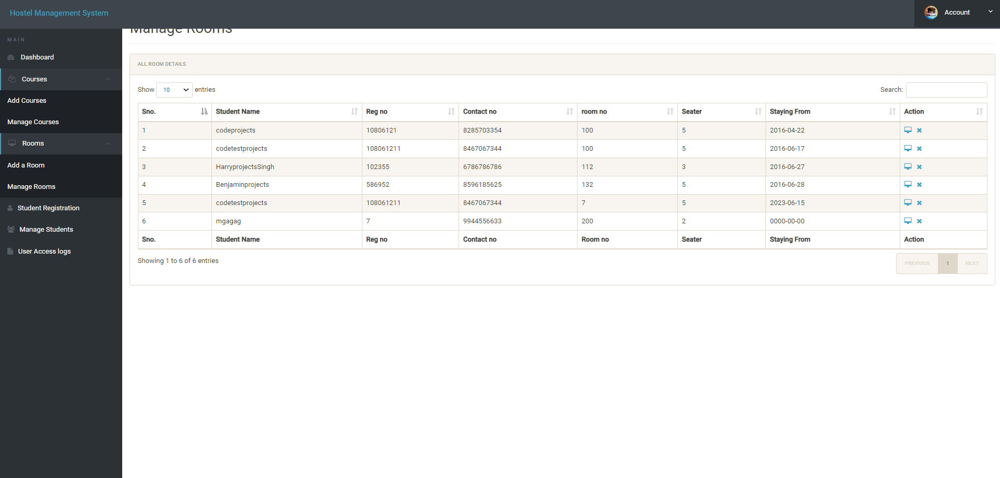 Hostel Management System
Account
MAIN
Dashboard
Courses
Add Courses
Manage Courses
Rooms
Add a Room
Manage Rooms
Student Registration
Manage Students
User Access logs
Manage Rooms
ALL ROOM DETAILS
Show 10 entries
Search:
Sno. Student Name Reg no Contact no room no Seater Staying From Action
1 codeprojects 10806121 8285703354 100 5 2016-04-22
2 codetestprojects 108061211 8467067344 100 5 2016-06-17
3 HarryprojectsSingh 102355 6786786786 112 3 2016-06-27
4 Benjaminprojects 586952 8596185625 132 5 2016-06-28
5 codetestprojects 108061211 8467067344 7 5 2023-06-15
6 mgagag 7 9944556633 200 2 0000-00-00
Sno. Student Name Reg no Contact no Room no Seater Staying From Action
Showing 1 to 6 of 6 entries
PREVIOUS 1 NEXT